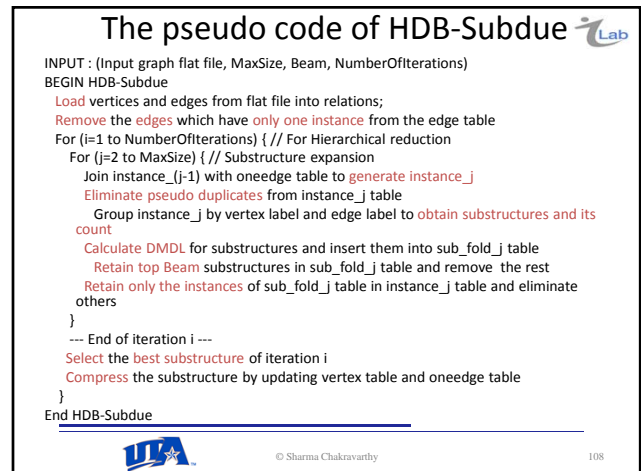 The pseudo code of HDB-Subdue
iLab
INPUT : (Input graph flat file, MaxSize, Beam, NumberOfIterations)
BEGIN HDB-Subdue
Load vertices and edges from flat file into relations;
Remove the edges which have only one instance from the edge table
For (i=1 to NumberOfIterations) { // For Hierarchical reduction
For (j=2 to MaxSize) { // Substructure expansion
Join instance_(j-1) with oneedge table to generate instance_j
Eliminate pseudo duplicates from instance_j table
Group instance_j by vertex label and edge label to obtain substructures and its
count
Calculate DMDL for substructures and insert them into sub_fold_j table
Retain top Beam substructures in sub_fold_j table and remove the rest
Retain only the instances of sub_fold_j table in instance_j table and eliminate
others
}
--- End of iteration i ---
Select the best substructure of iteration i
Compress the substructure by updating vertex table and oneedge table
}
End HDB-Subdue
UTA
© Sharma Chakravarthy
108